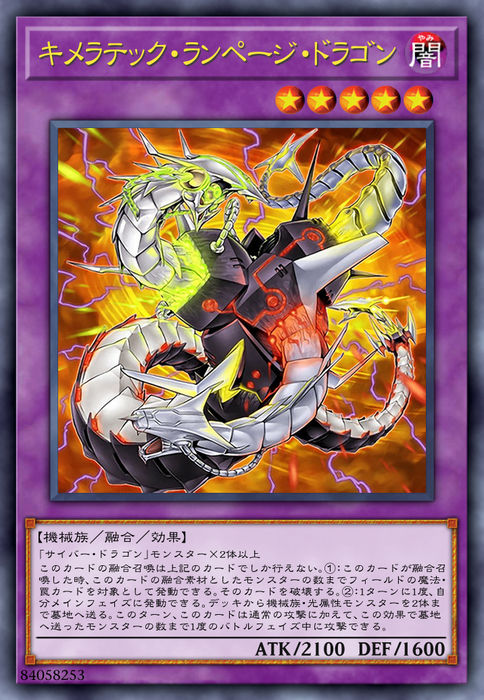 キメラテック・ランページ・ドラゴン
やみ
闇
【機械族／融合／効果】
「サイバー・ドラゴン」モンスター×2体以上
このカードの融合召喚は上記のカードでしか行えない。①：このカードが融合召
喚した時、このカードの融合素材としたモンスターの数までフィールドの魔法・
罠カードを対象として発動できる。そのカードを破壊する。②：1ターンに1度、自
分メインフェイズに発動できる。デッキから機械族・光属性モンスターを2体ま
で墓地へ送る。このターン、このカードは通常の攻撃に加えて、この効果で墓地
へ送ったモンスターの数まで1度のバトルフェイズ中に攻撃できる。
ATK/2100 DEF/1600
84058253